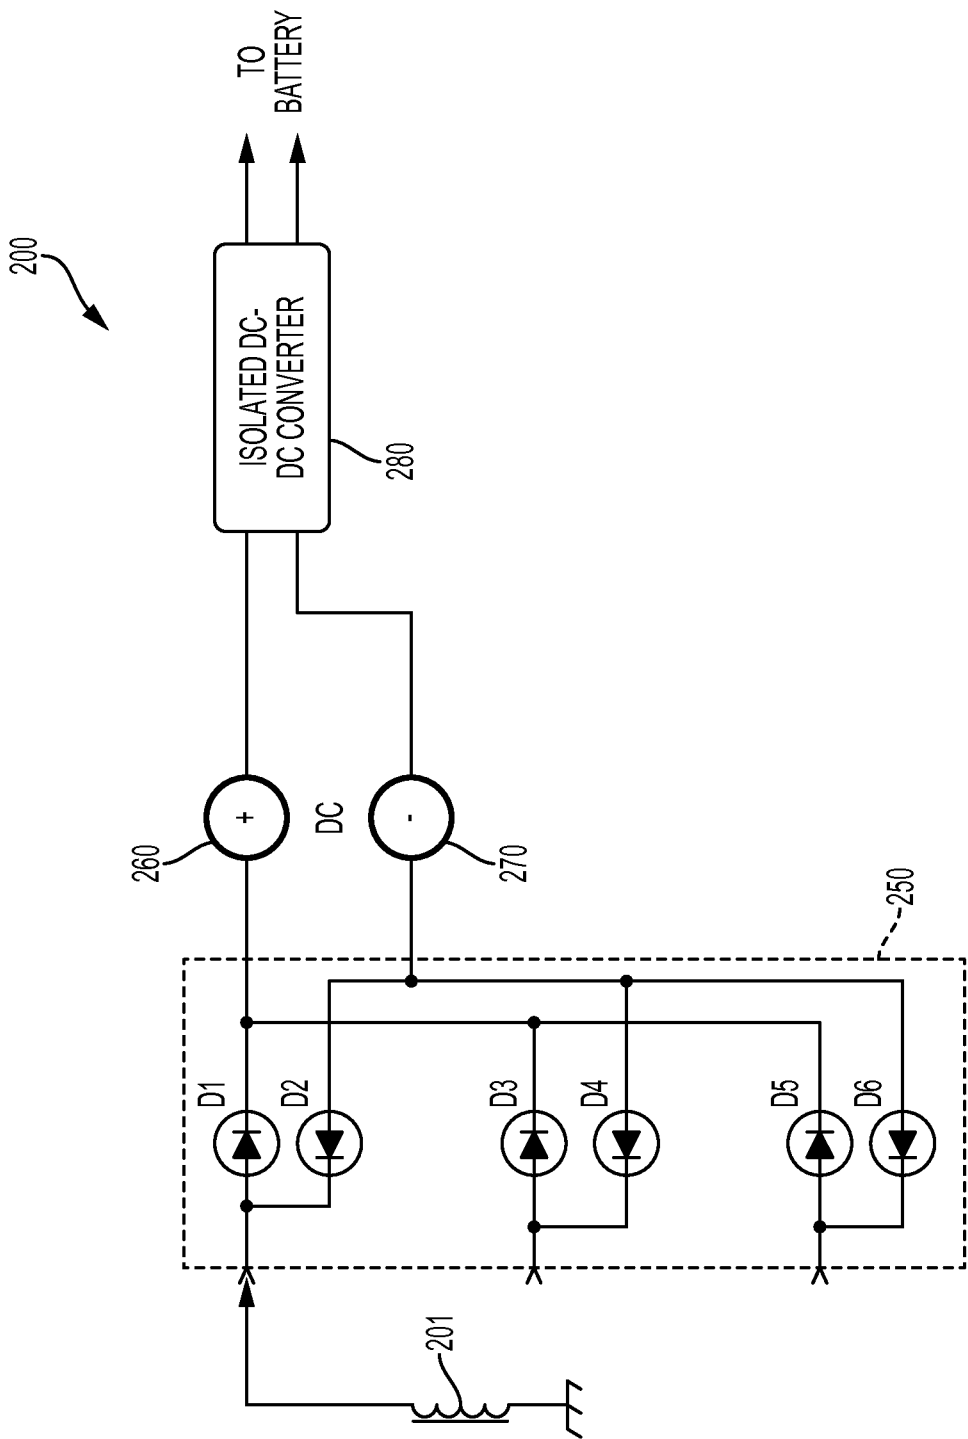 200
TO
BATTERY
ISOLATED DC-
DC CONVERTER
280
260
+
DC
-
270
250
D1
D2
D3
D4
D5
D6
201